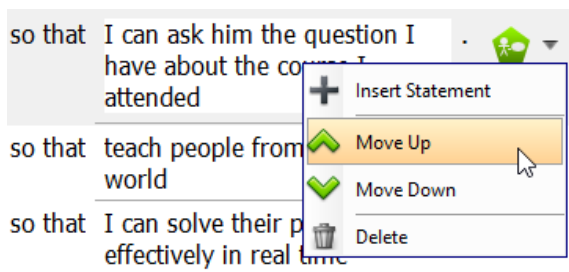 so that I can ask him the question I .
have about the
attended
Insert Statement
Move Up
so that teach people from
world
Move Down
so that I can solve their
effectively in real time
Delete